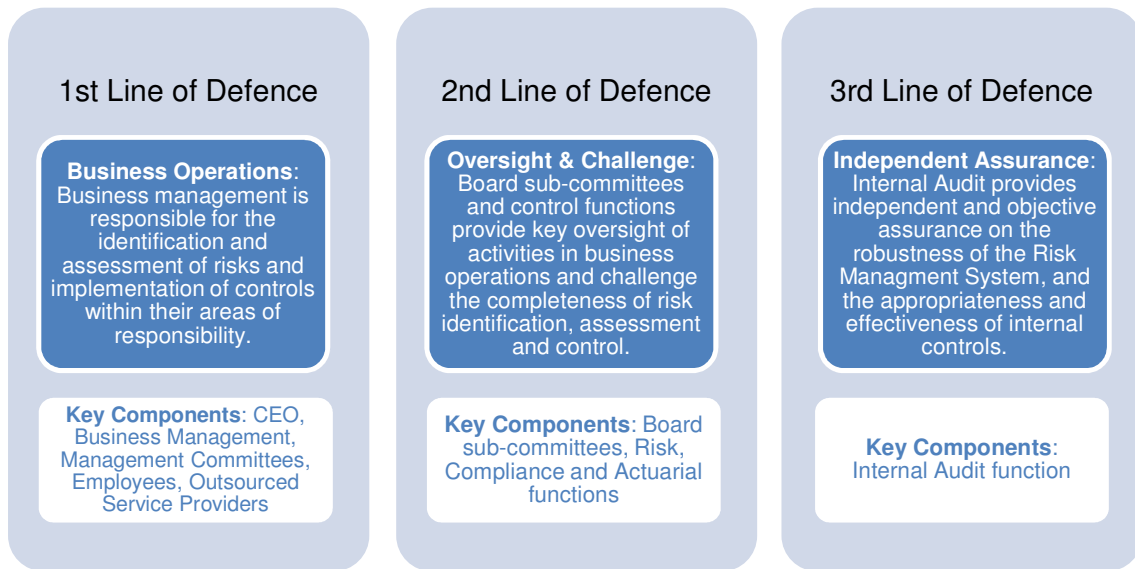 1st Line of Defence
Business Operations:
Business management is
responsible for the
identification and
assessment of risks and
implementation of controls
within their areas of
responsibility.
Key Components: CEO,
Business Management,
Management Committees,
Employees, Outsourced
Service Providers
2nd Line of Defence
Oversight & Challenge:
Board sub-committees
and control functions
provide key oversight of
activities in business
operations and challenge
the completeness of risk
identification, assessment
and control.
Key Components: Board
sub-committees, Risk,
Compliance and Actuarial
functions
3rd Line of Defence
Independent Assurance:
Internal Audit provides
independent and objective
assurance on the
robustness of the Risk
Managment System, and
the appropriateness and
effectiveness of internal
controls.
Key Components:
Internal Audit function